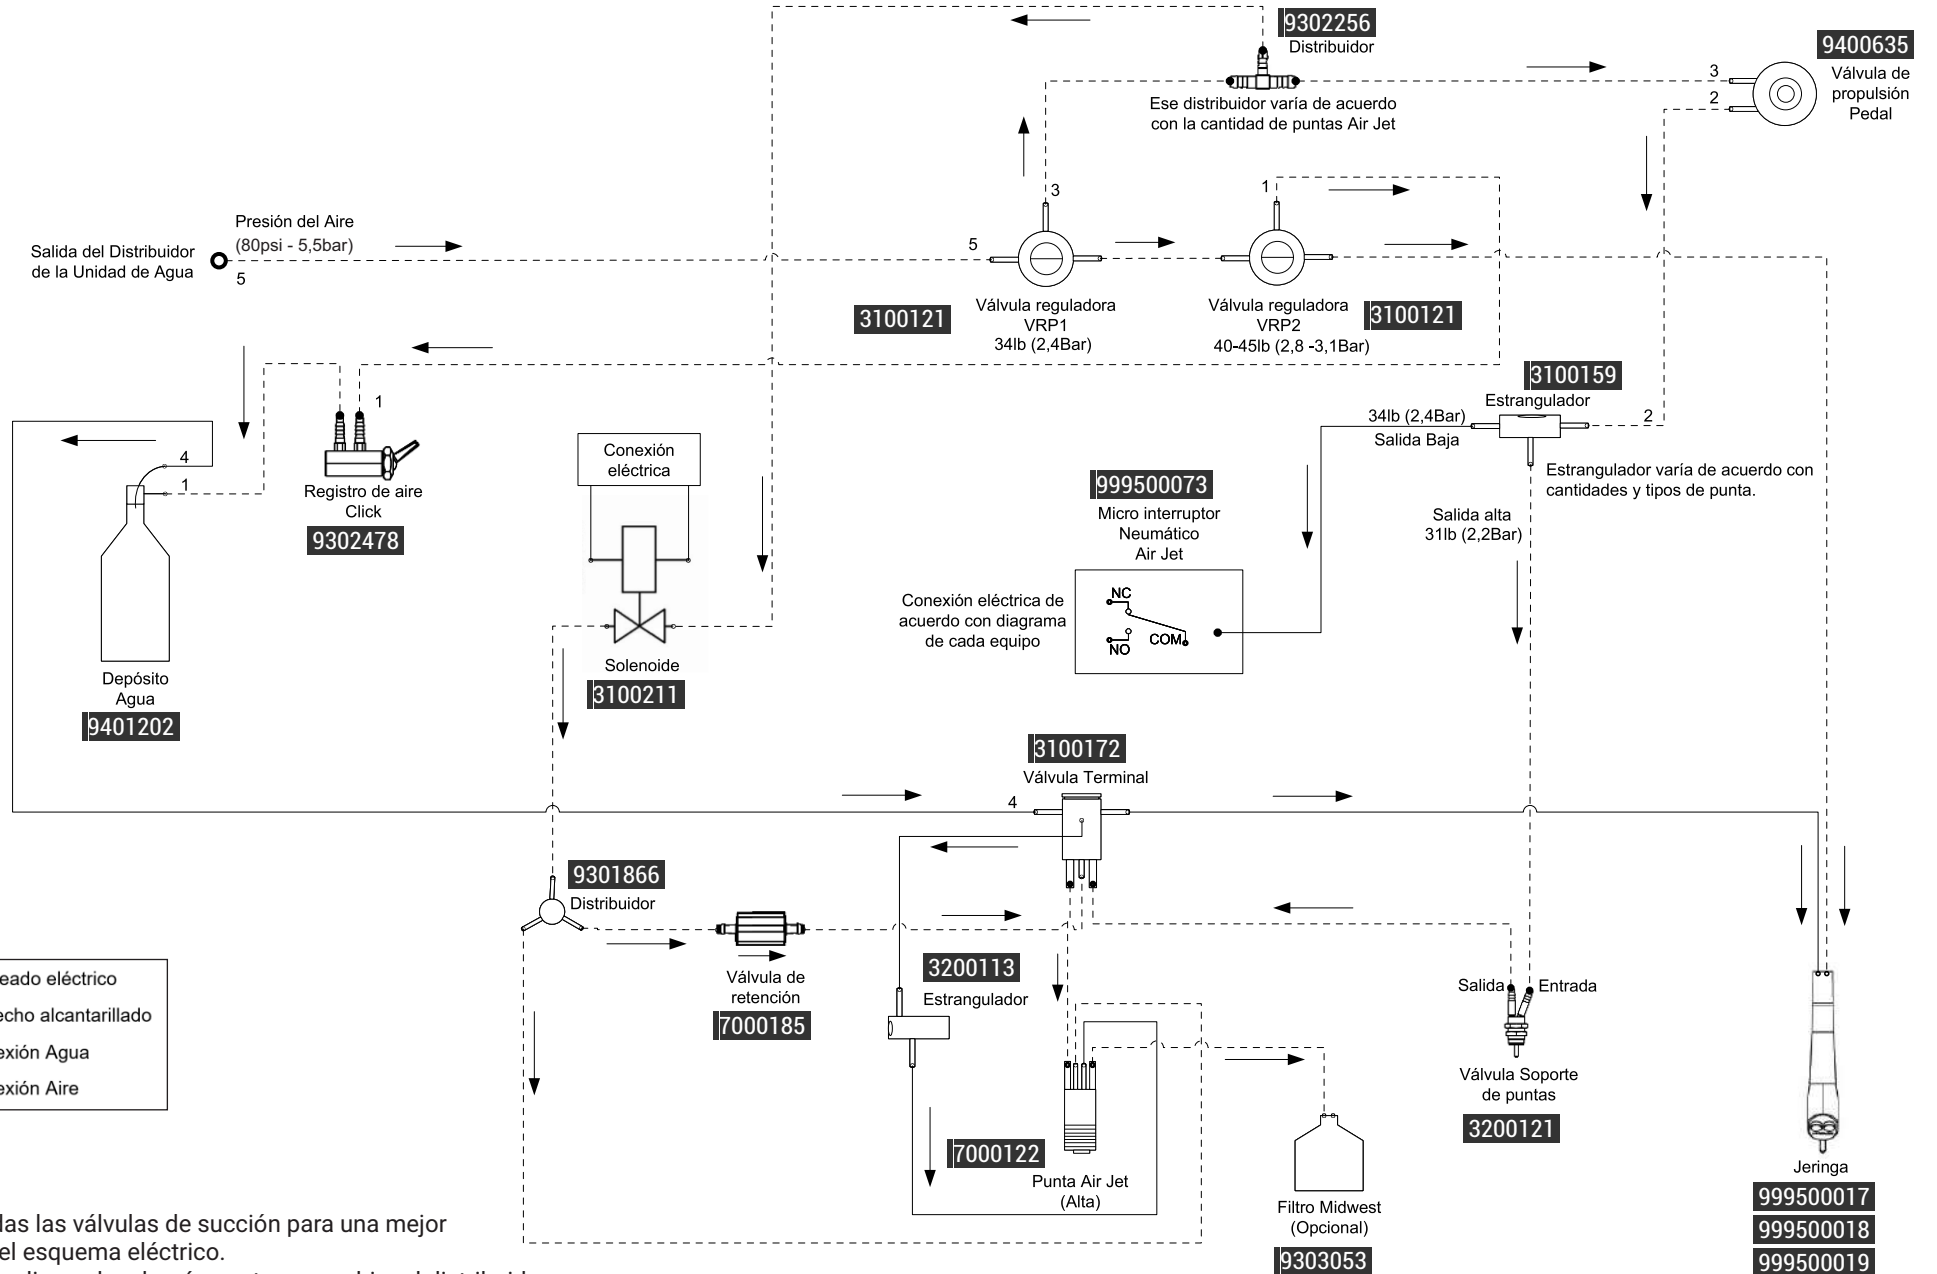 9302256
Distribuidor
9400635
Válvula de
propulsión
Pedal
3
2
Ese distribuidor varía de acuerdo
con la cantidad de puntas Air Jet
3
1
Presión del Aire
(80psi - 5,5bar)
Salida del Distribuidor
de la Unidad de Agua
5
5
3100121
Válvula reguladora
VRP1
34lb (2,4Bar)
Válvula reguladora
VRP2
40-45lb (2,8 -3,1Bar)
3100121
3100159
Estrangulador
34lb (2,4Bar)
Salida Baja
2
Estrangulador varía de acuerdo con
cantidades y tipos de punta.
Salida alta
31lb (2,2Bar)
1
4
1
Registro de aire
Click
9302478
Conexión
eléctrica
999500073
Micro interruptor
Neumático
Air Jet
NC
NO
COM
Conexión eléctrica de
acuerdo con diagrama
de cada equipo
Solenoide
3100211
Depósito
Agua
9401202
3100172
Válvula Terminal
4
9301866
Distribuidor
Válvula de
retención
7000185
3200113
Estrangulador
Salida
Entrada
Válvula Soporte
de puntas
3200121
7000122
Punta Air Jet
(Alta)
Filtro Midwest
(Opcional)
9303053
Jeringa
999500017
999500018
999500019
eado eléctrico
echo alcantarillado
exión Agua
exión Aire
las las válvulas de succión para una mejor
el esquema eléctrico.